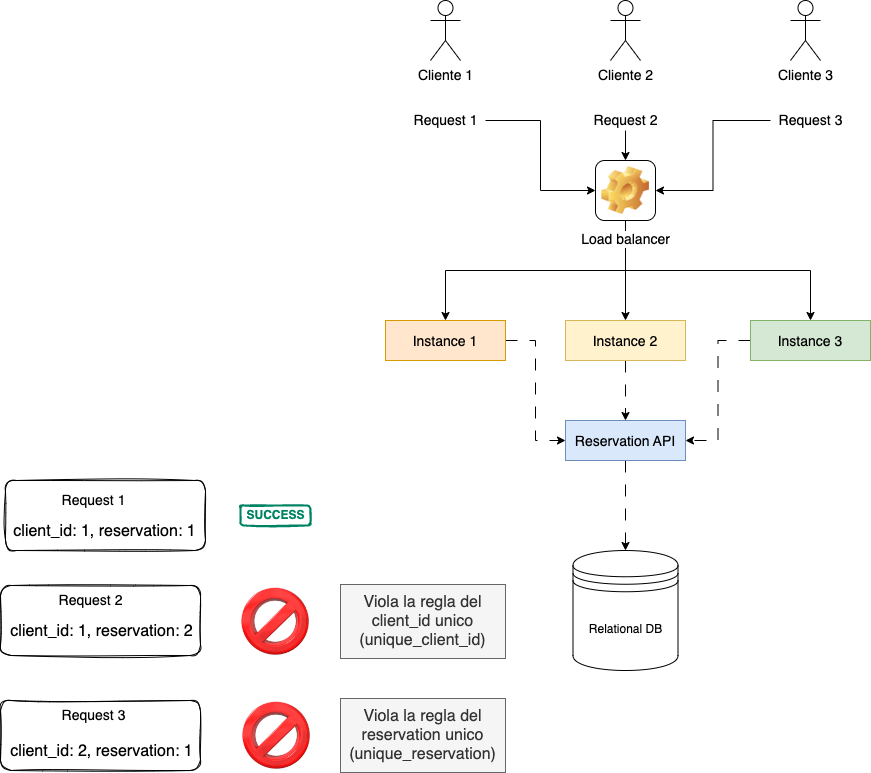 Cliente 1
Cliente 2
Cliente 3
Request 1
Request 2
Request 3
Load balancer
Instance 1
Instance 2
Instance 3
Reservation API
Relational DB
Request 1
client_id: 1, reservation: 1
SUCCESS
Request 2
client_id: 1, reservation: 2
Viola la regla del
client_id unico
(unique_client_id)
Request 3
client_id: 2, reservation: 1
Viola la regla del
reservation unico
(unique_reservation)